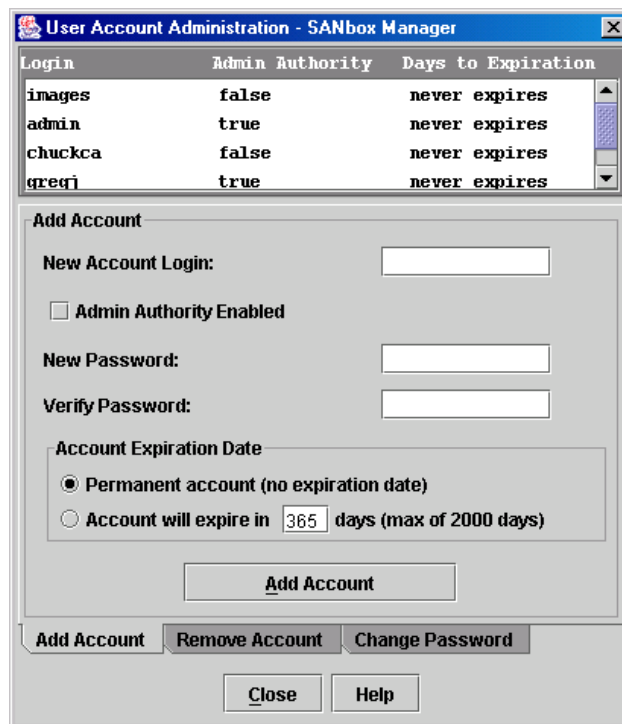 User Account Administration - SANbox Manager
Login Admin Authority Days to Expiration
images false never expires
admin true never expires
chuckca false never expires
gregj true never expires
Add Account
New Account Login:
Admin Authority Enabled
New Password:
Verify Password:
Account Expiration Date
Permanent account (no expiration date)
Account will expire in 365 days (max of 2000 days)
Add Account
Add Account Remove Account Change Password
Close Help